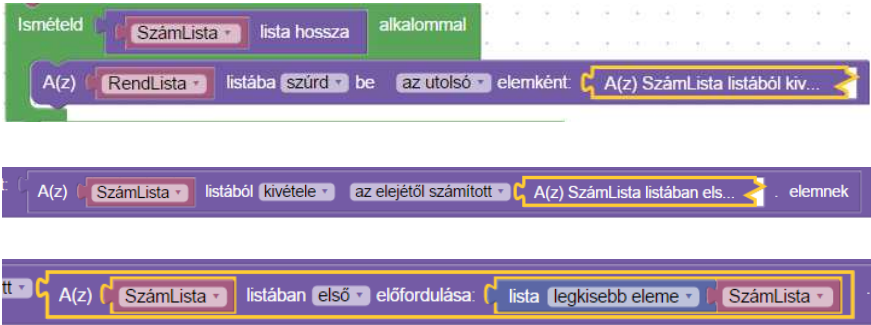 Ismételd SzámLista lista hossza alkalommal
A(z) RendLista listába szúrd be az utolsó elemként: A(z) SzámLista listából kiv...
t: A(z) SzámLista listából kivétele az elejétől számított A(z) SzámLista listában els... . elemnek
tt A(z) SzámLista listában első előfordulása: lista legkisebb eleme SzámLista .